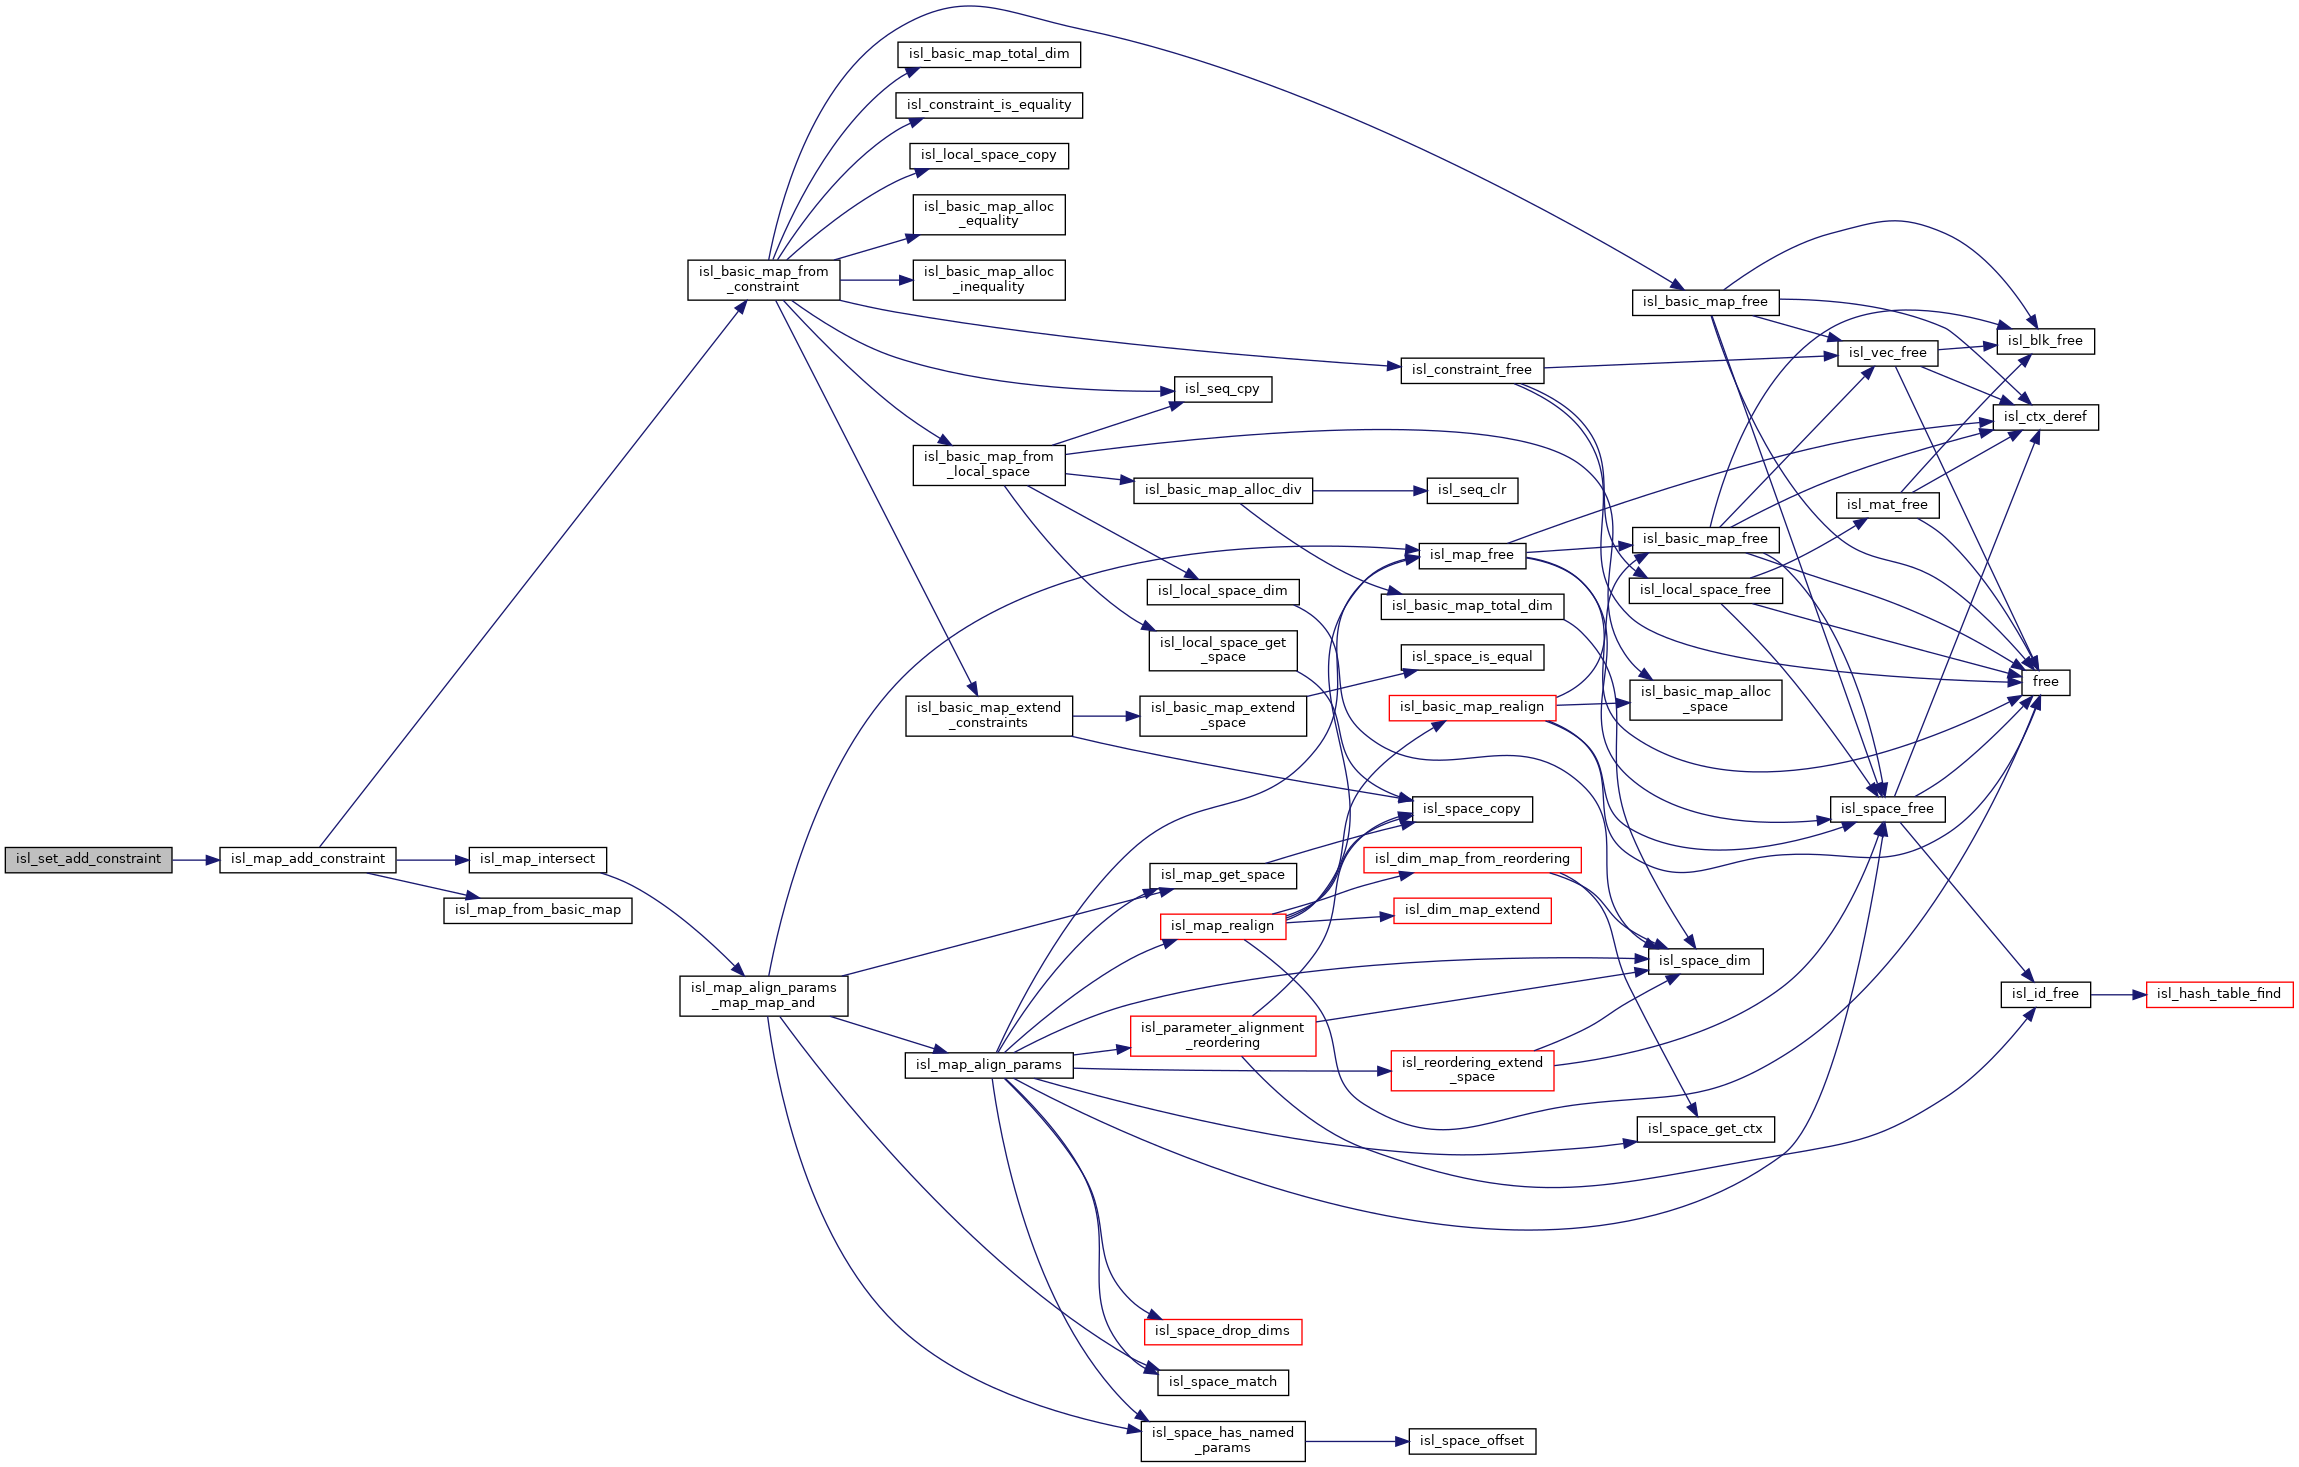 isl_basic_map_total_dim
isl_constraint_is_equality
isl_local_space_copy
isl_basic_map_alloc
_equality
isl_basic_map_from
_constraint
isl_basic_map_alloc
_inequality
isl_basic_map_free
isl_blk_free
isl_vec_free
isl_constraint_free
isl_seq_cpy
isl_ctx_deref
isl_basic_map_from
_local_space
isl_basic_map_alloc_div
isl_seq_clr
isl_mat_free
isl_map_free
isl_basic_map_free
isl_local_space_dim
isl_local_space_free
isl_basic_map_total_dim
isl_local_space_get
_space
isl_space_is_equal
free
isl_basic_map_extend
_constraints
isl_basic_map_extend
_space
isl_basic_map_realign
isl_basic_map_alloc
_space
isl_space_copy
isl_space_free
isl_set_add_constraint
isl_map_add_constraint
isl_map_intersect
isl_dim_map_from_reordering
isl_map_get_space
isl_map_from_basic_map
isl_dim_map_extend
isl_map_realign
isl_space_dim
isl_map_align_params
_map_map_and
isl_id_free
isl_hash_table_find
isl_parameter_alignment
_reordering
isl_map_align_params
isl_reordering_extend
_space
isl_space_get_ctx
isl_space_drop_dims
isl_space_match
isl_space_has_named
_params
isl_space_offset